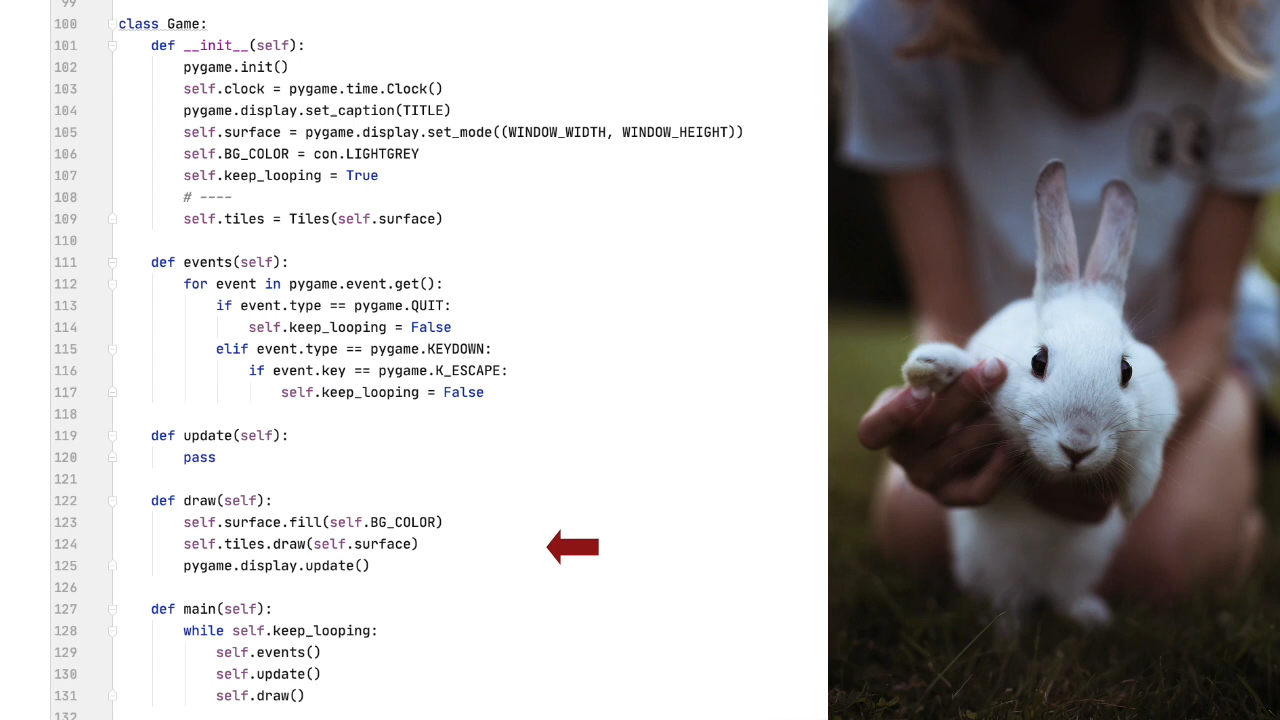 99
100 class Game:
101     def __init__(self):
102         pygame.init()
103         self.clock = pygame.time.Clock()
104         pygame.display.set_caption(TITLE)
105         self.surface = pygame.display.set_mode((WINDOW_WIDTH, WINDOW_HEIGHT))
106         self.BG_COLOR = con.LIGHTGREY
107         self.keep_looping = True
108         # ----
109         self.tiles = Tiles(self.surface)
110
111     def events(self):
112         for event in pygame.event.get():
113             if event.type == pygame.QUIT:
114                 self.keep_looping = False
115             elif event.type == pygame.KEYDOWN:
116                 if event.key == pygame.K_ESCAPE:
117                     self.keep_looping = False
118
119     def update(self):
120         pass
121
122     def draw(self):
123         self.surface.fill(self.BG_COLOR)
124         self.tiles.draw(self.surface)
125         pygame.display.update()
126
127     def main(self):
128         while self.keep_looping:
129             self.events()
130             self.update()
131             self.draw()
132